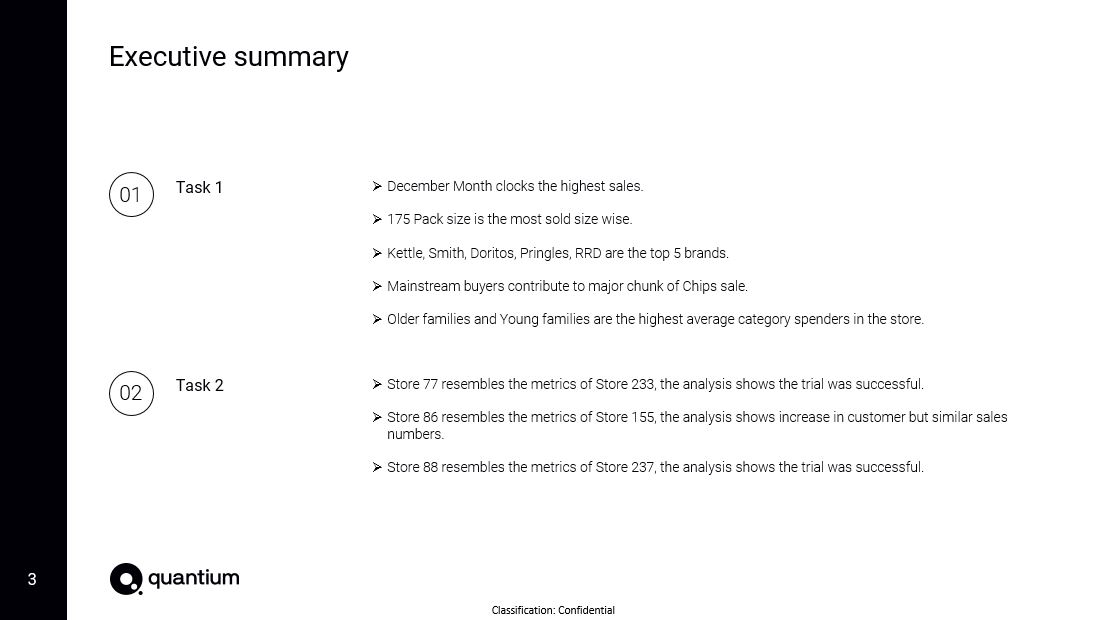 Executive summary
01
Task 1
➢ December Month clocks the highest sales.
➢ 175 Pack size is the most sold size wise.
➢ Kettle, Smith, Doritos, Pringles, RRD are the top 5 brands.
➢ Mainstream buyers contribute to major chunk of Chips sale.
➢ Older families and Young families are the highest average category spenders in the store.
02
Task 2
➢ Store 77 resembles the metrics of Store 233, the analysis shows the trial was successful.
➢ Store 86 resembles the metrics of Store 155, the analysis shows increase in customer but similar sales
numbers.
➢ Store 88 resembles the metrics of Store 237, the analysis shows the trial was successful.
3
quantium
Classification: Confidential